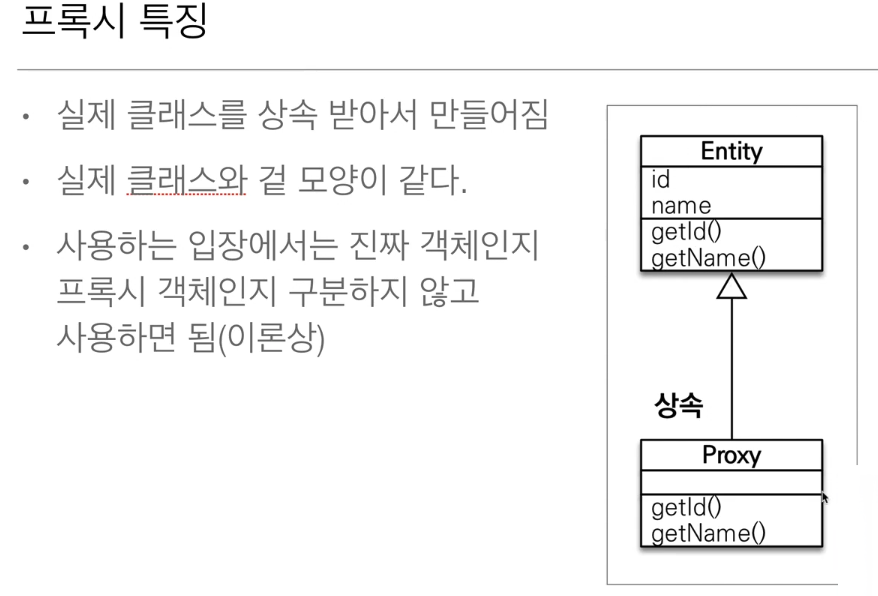 프록시 특징
• 실제 클래스를 상속 받아서 만들어짐
• 실제 클래스와 겉 모양이 같다.
• 사용하는 입장에서는 진짜 객체인지
프록시 객체인지 구분하지 않고
사용하면 됨(이론상)
Entity
id
name
getId()
getName()
상속
Proxy
getId()
getName()